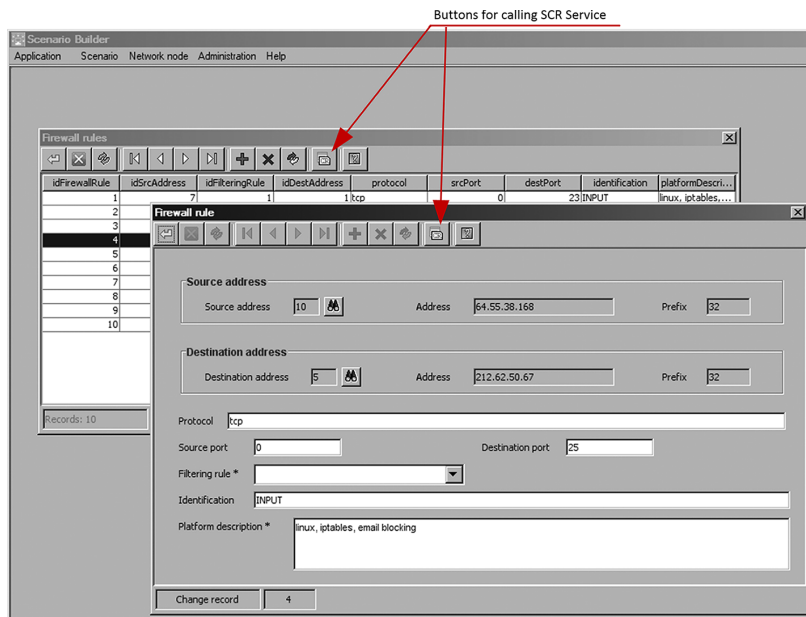 Buttons for calling SCR Service
Scenario Builder
Application Scenario Network node Administration Help
Firewall rules
idFirewallRule idSrcAddress idFilteringRule idDestAddress protocol srcPort destPort identification platformDescri...
1 7 1 1 tcp 0 23 INPUT linux, iptables,...
2
3
4
5
6
7
8
9
10
Records: 10
Firewall rule
Source address
Source address 10 Address 64.55.38.168 Prefix 32
Destination address
Destination address 5 Address 212.62.50.67 Prefix 32
Protocol tcp
Source port 0 Destination port 25
Filtering rule *
Identification INPUT
Platform description * linux, iptables, email blocking
Change record 4